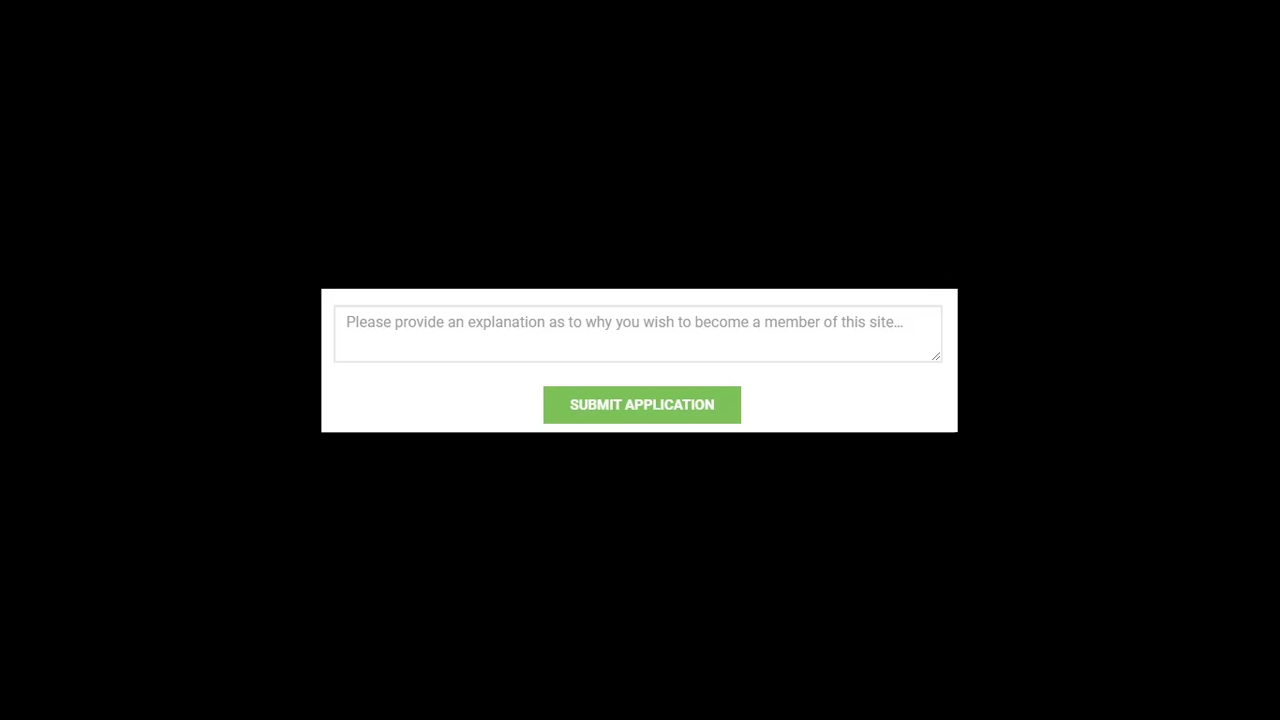 Please provide an explanation as to why you wish to become a member of this site...
SUBMIT APPLICATION